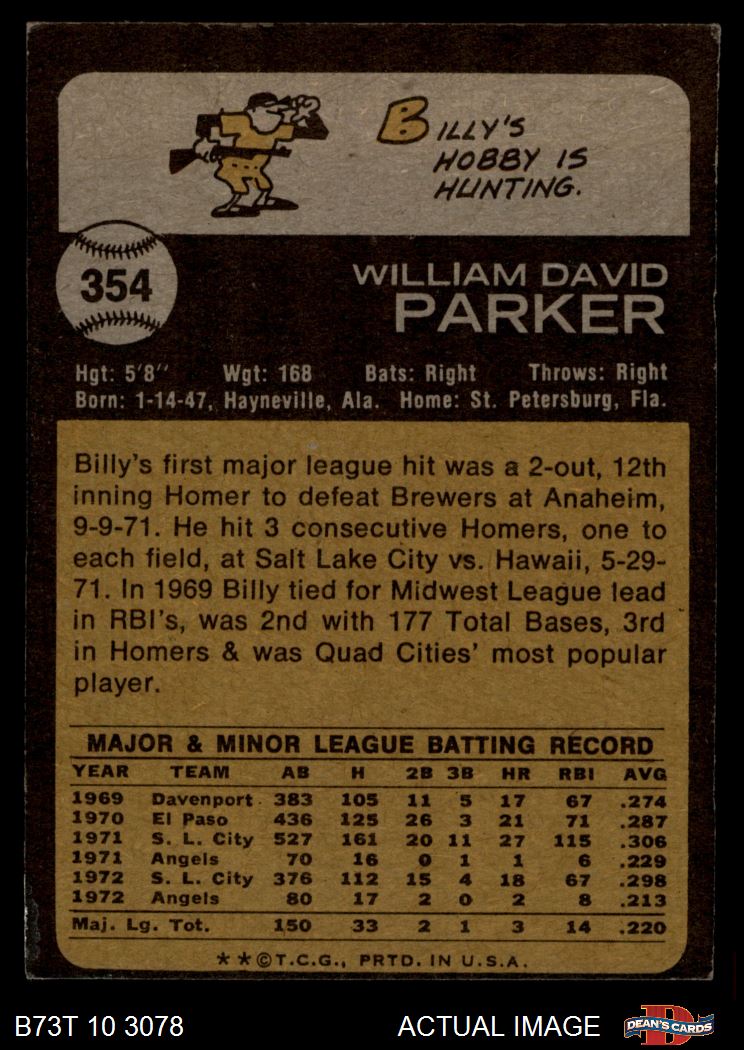 BILLY'S
HOBBY IS
HUNTING.
354
WILLIAM DAVID
PARKER
Hgt: 5'8" Wgt: 168 Bats: Right Throws: Right
Born: 1-14-47, Hayneville, Ala. Home: St. Petersburg, Fla.
Billy's first major league hit was a 2-out, 12th
inning Homer to defeat Brewers at Anaheim,
9-9-71. He hit 3 consecutive Homers, one to
each field, at Salt Lake City vs. Hawaii, 5-29-
71. In 1969 Billy tied for Midwest League lead
in RBI's, was 2nd with 177 Total Bases, 3rd
in Homers & was Quad Cities' most popular
player.
MAJOR & MINOR LEAGUE BATTING RECORD
YEAR TEAM AB H 2B 3B HR RBI AVG
1969 Davenport 383 105 11 5 17 67 .274
1970 El Paso 436 125 26 3 21 71 .287
1971 S. L. City 527 161 20 11 27 115 .306
1971 Angels 70 16 0 1 1 6 .229
1972 S. L. City 376 112 15 4 18 67 .298
1972 Angels 80 17 2 0 2 8 .213
Maj. Lg. Tot. 150 33 2 1 3 14 .220
**©T.C.G., PRTD. IN U.S.A.
B73T 10 3078 ACTUAL IMAGE D DEAN'S CARDS